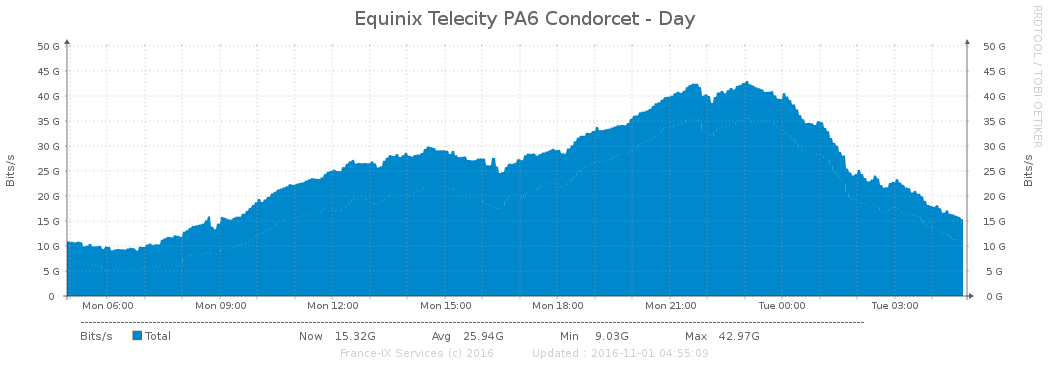 Equinix Telecity PA6 Condorcet - Day
RRDTOOL / TOBI OETIKER
Bits/s
50 G 50 G
45 G 45 G
40 G 40 G
35 G 35 G
30 G 30 G
25 G 25 G
20 G 20 G
15 G 15 G
10 G 10 G
5 G 5 G
0 0 G
Bits/s
Mon 06:00 Mon 09:00 Mon 12:00 Mon 15:00 Mon 18:00 Mon 21:00 Tue 00:00 Tue 03:00
Bits/s Total Now 15.32G Avg 25.94G Min 9.03G Max 42.97G
France-IX Services (c) 2016 Updated : 2016-11-01 04:55:09